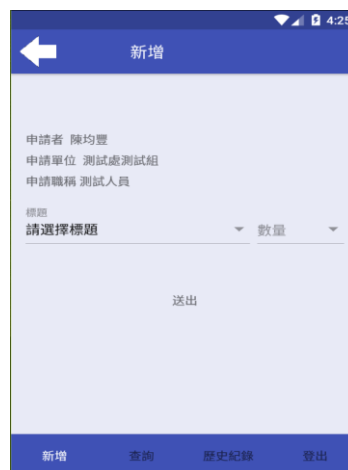 4:25
新增
申請者 陳均豐
申請單位 測試處測試組
申請職稱 測試人員
標題
請選擇標題 數量
送出
新增 查詢 歷史紀錄 登出